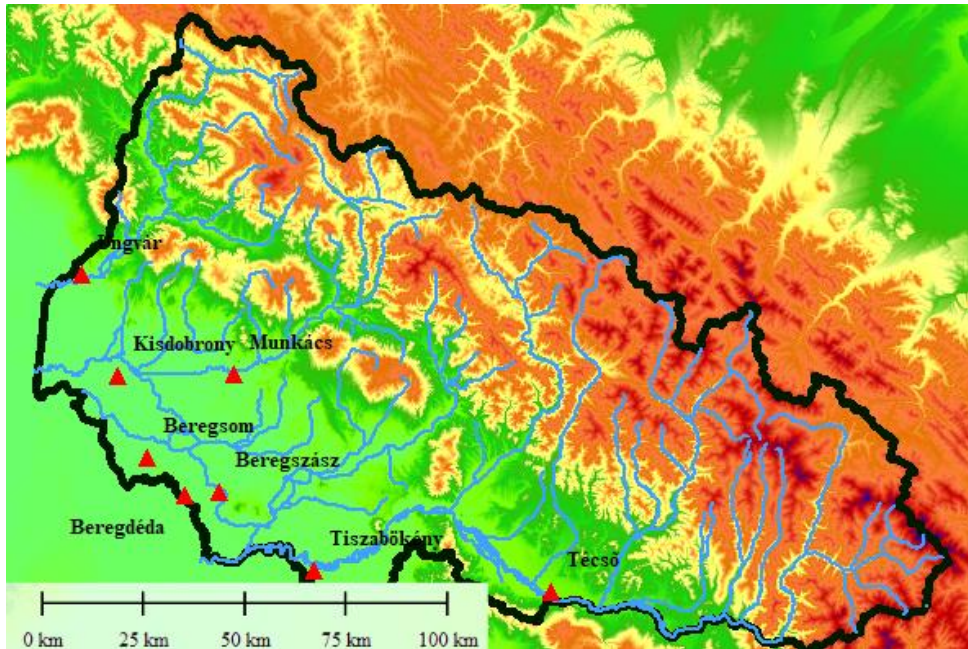 Ungvár
Kisdobrony
Munkács
Beregsom
Beregszász
Beregdéda
Tiszabökény
Técső
0 km
25 km
50 km
75 km
100 km